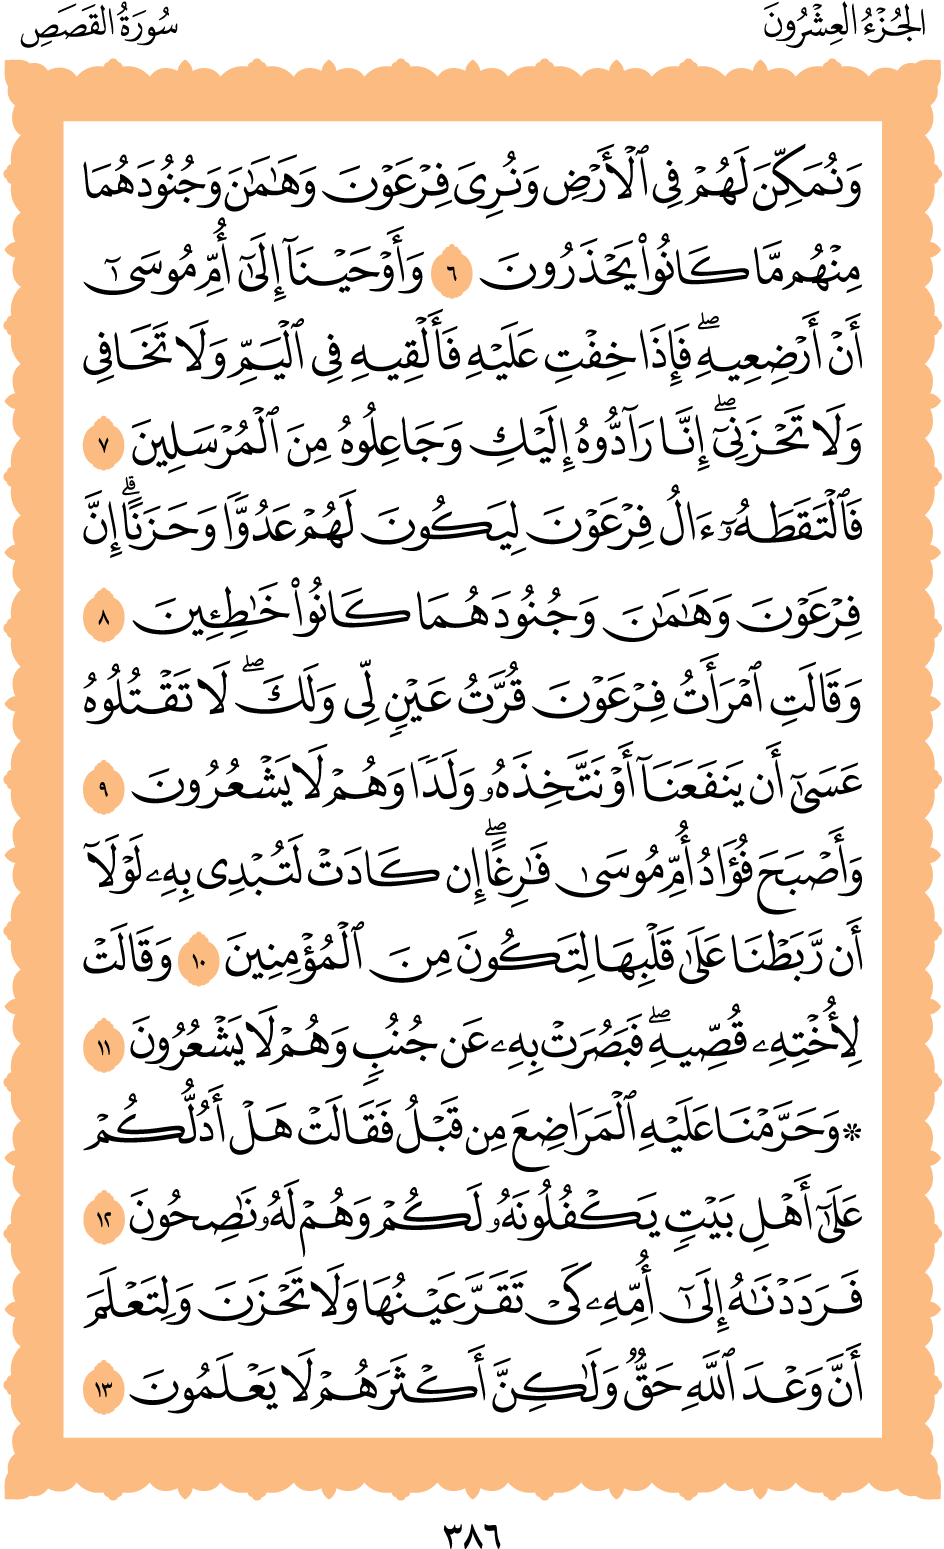 الجُزْءُ العِشْرُونَ
سُورَةُ القَصَصِ
وَنُمَكِّنَ لَهُمْ فِي ٱلْأَرْضِ وَنُرِيَ فِرْعَوْنَ وَهَٰمَٰنَ وَجُنُودَهُمَا
مِنْهُم مَّا كَانُوا۟ يَحْذَرُونَ ٦ وَأَوْحَيْنَآ إِلَىٰٓ أُمِّ مُوسَىٰٓ
أَنْ أَرْضِعِيهِ ۖ فَإِذَا خِفْتِ عَلَيْهِ فَأَلْقِيهِ فِي ٱلْيَمِّ وَلَا تَخَافِي
وَلَا تَحْزَنِيٓ ۖ إِنَّا رَآدُّوهُ إِلَيْكِ وَجَاعِلُوهُ مِنَ ٱلْمُرْسَلِينَ ٧
فَٱلْتَقَطَهُۥٓ ءَالُ فِرْعَوْنَ لِيَكُونَ لَهُمْ عَدُوًّا وَحَزَنًا ۗ إِنَّ
فِرْعَوْنَ وَهَٰمَٰنَ وَجُنُودَهُمَا كَانُوا۟ خَٰطِـِٔينَ ٨
وَقَالَتِ ٱمْرَأَتُ فِرْعَوْنَ قُرَّتُ عَيْنٍ لِّي وَلَكَ ۖ لَا تَقْتُلُوهُ
عَسَىٰٓ أَن يَنفَعَنَآ أَوْ نَتَّخِذَهُۥ وَلَدًا وَهُمْ لَا يَشْعُرُونَ ٩
وَأَصْبَحَ فُؤَادُ أُمِّ مُوسَىٰ فَٰرِغًا ۖ إِن كَادَتْ لَتُبْدِي بِهِۦ لَوْلَآ
أَن رَّبَطْنَا عَلَىٰ قَلْبِهَا لِتَكُونَ مِنَ ٱلْمُؤْمِنِينَ ١٠ وَقَالَتْ
لِأُخْتِهِۦ قُصِّيهِ ۖ فَبَصُرَتْ بِهِۦ عَن جُنُبٍ وَهُمْ لَا يَشْعُرُونَ ١١
۞ وَحَرَّمْنَا عَلَيْهِ ٱلْمَرَاضِعَ مِن قَبْلُ فَقَالَتْ هَلْ أَدُلُّكُمْ
عَلَىٰٓ أَهْلِ بَيْتٍ يَكْفُلُونَهُۥ لَكُمْ وَهُمْ لَهُۥ نَٰصِحُونَ ١٢
فَرَدَدْنَٰهُ إِلَىٰٓ أُمِّهِۦ كَيْ تَقَرَّ عَيْنُهَا وَلَا تَحْزَنَ وَلِتَعْلَمَ
أَنَّ وَعْدَ ٱللَّهِ حَقٌّ وَلَٰكِنَّ أَكْثَرَهُمْ لَا يَعْلَمُونَ ١٣
٣٨٦